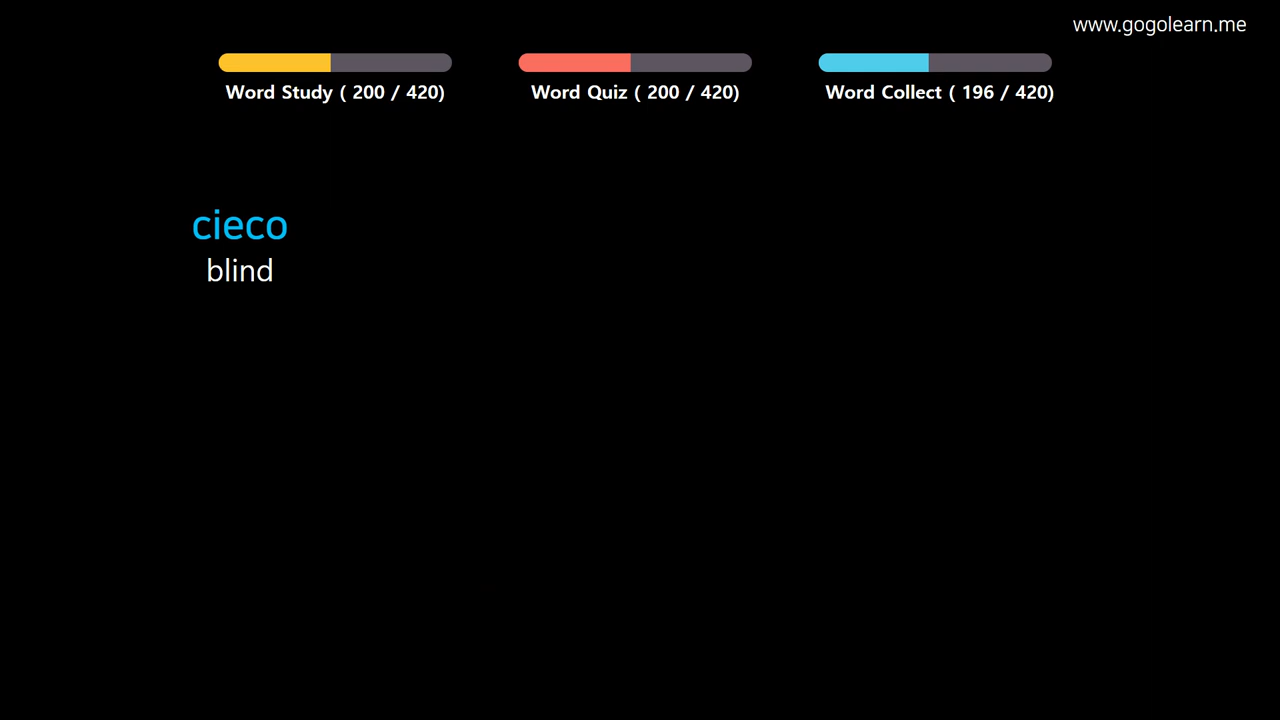 www.gogolearn.me
Word Study ( 200 / 420)
Word Quiz ( 200 / 420)
Word Collect ( 196 / 420)
cieco
blind